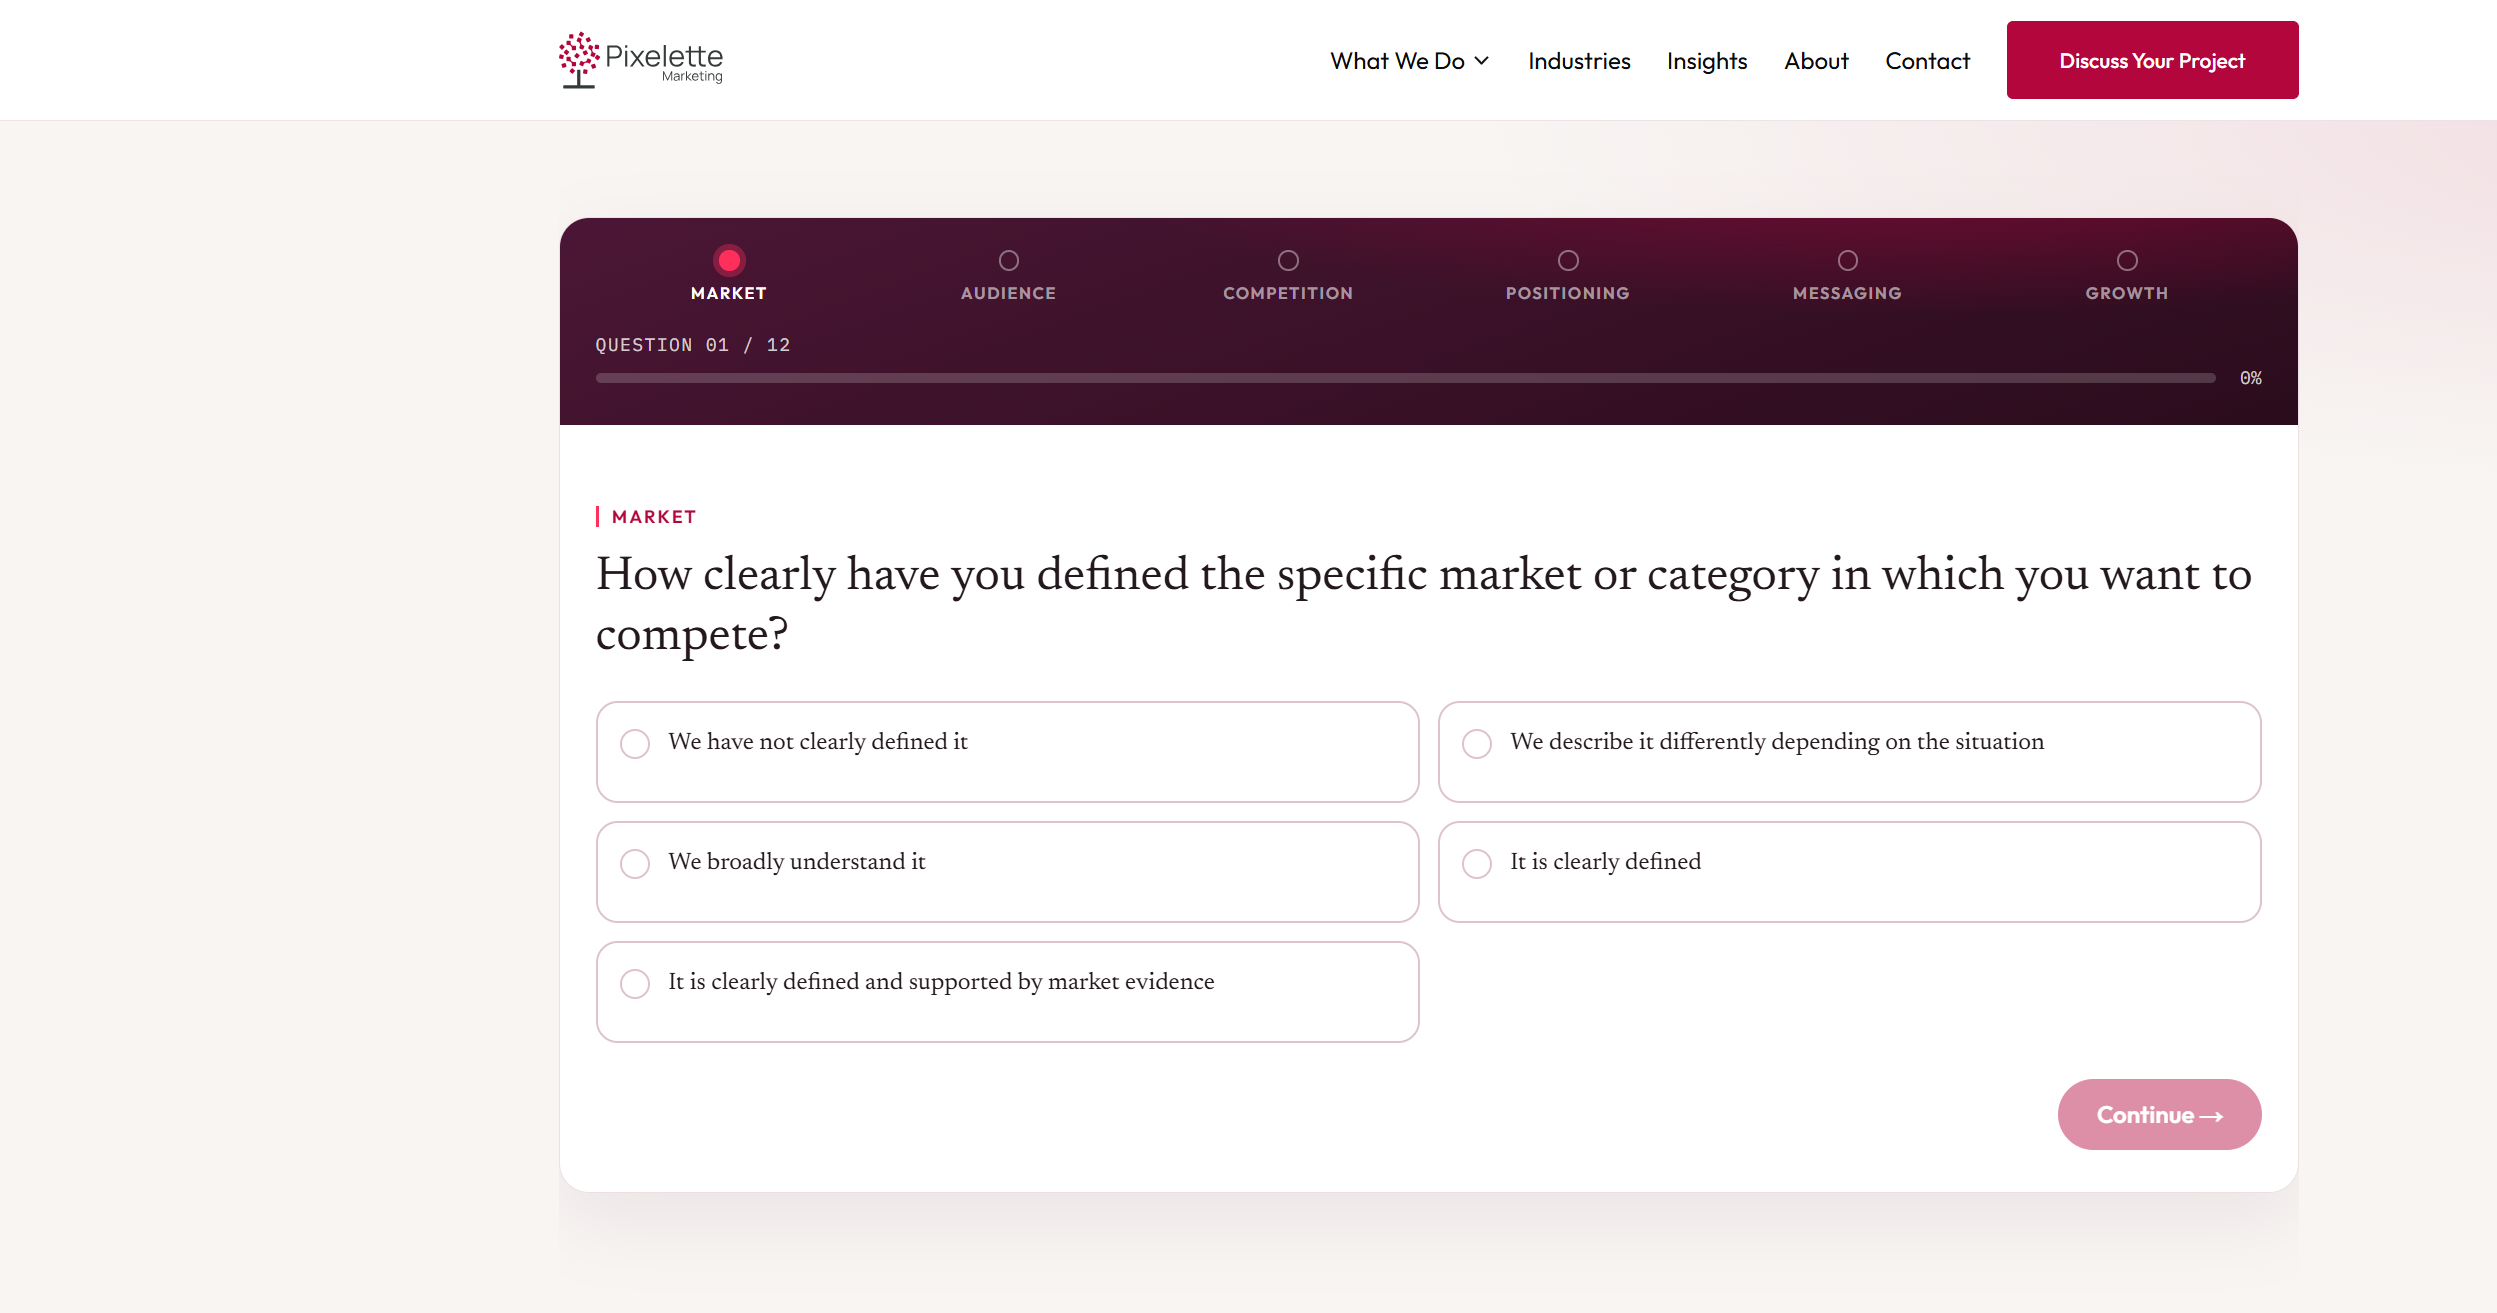 Pixelette
Marketing
What We Do
Industries
Insights
About
Contact
Discuss Your Project
MARKET
AUDIENCE
COMPETITION
POSITIONING
MESSAGING
GROWTH
QUESTION 01 / 12
0%
MARKET
How clearly have you defined the specific market or category in which you want to
compete?
We have not clearly defined it
We describe it differently depending on the situation
We broadly understand it
It is clearly defined
It is clearly defined and supported by market evidence
Continue →